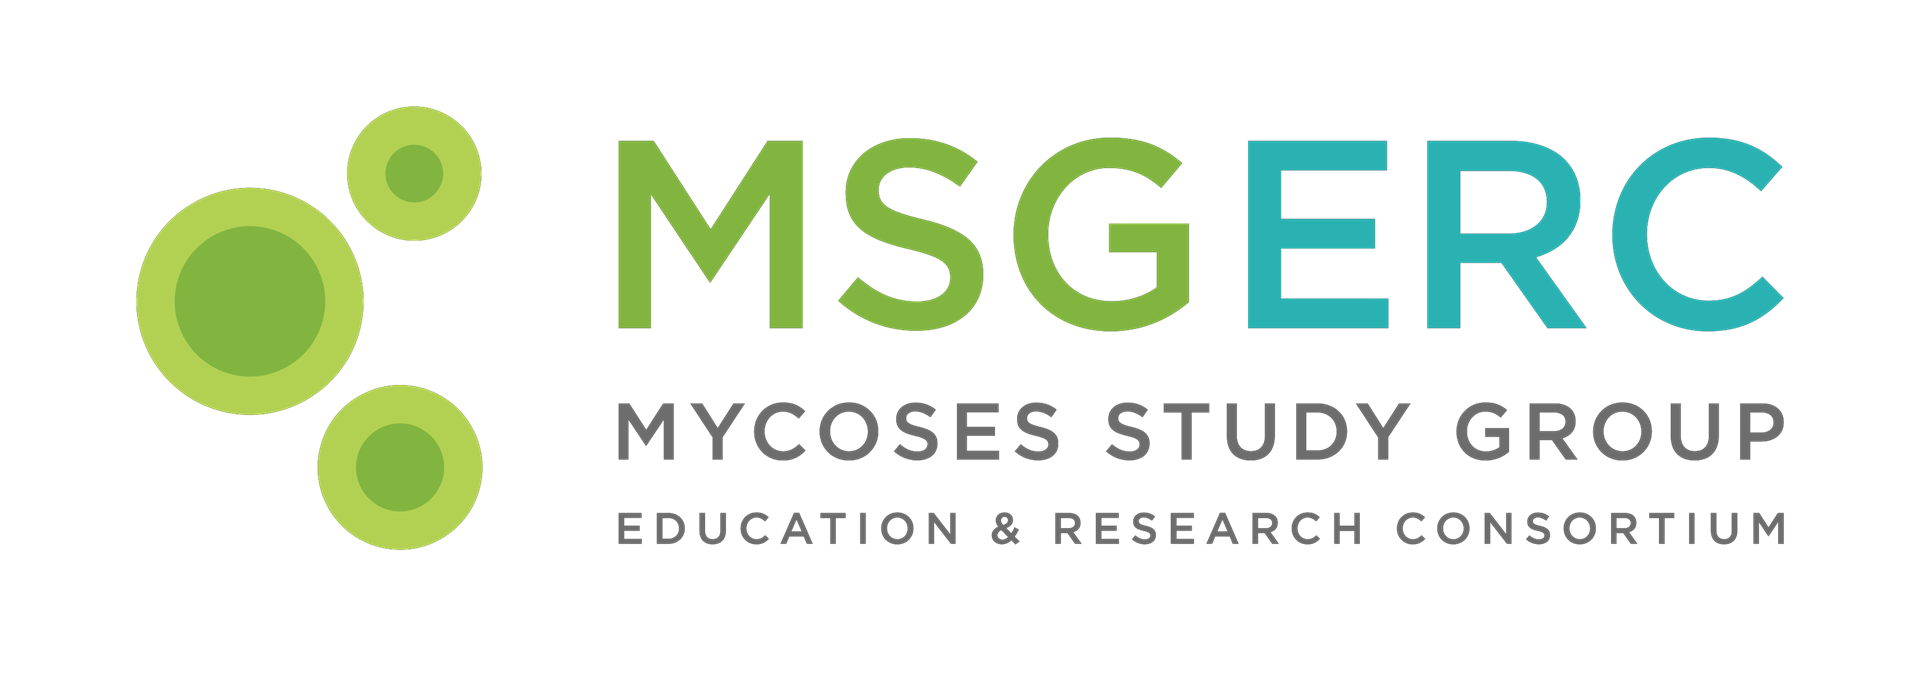 MSGERC
MYCOSES STUDY GROUP
EDUCATION & RESEARCH CONSORTIUM